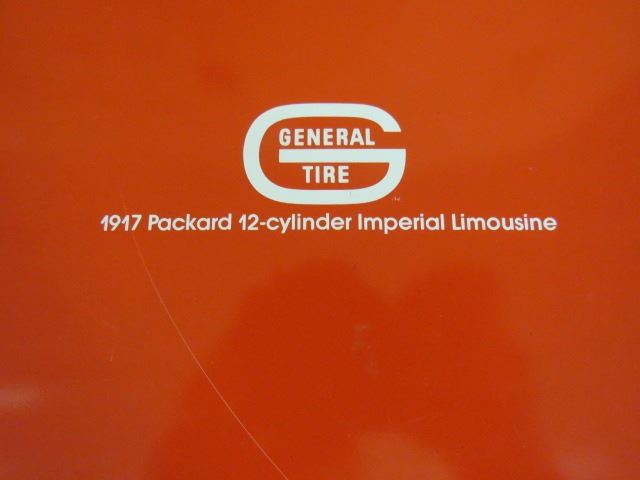 GENERAL
TIRE
1917 Packard 12-cylinder Imperial Limousine